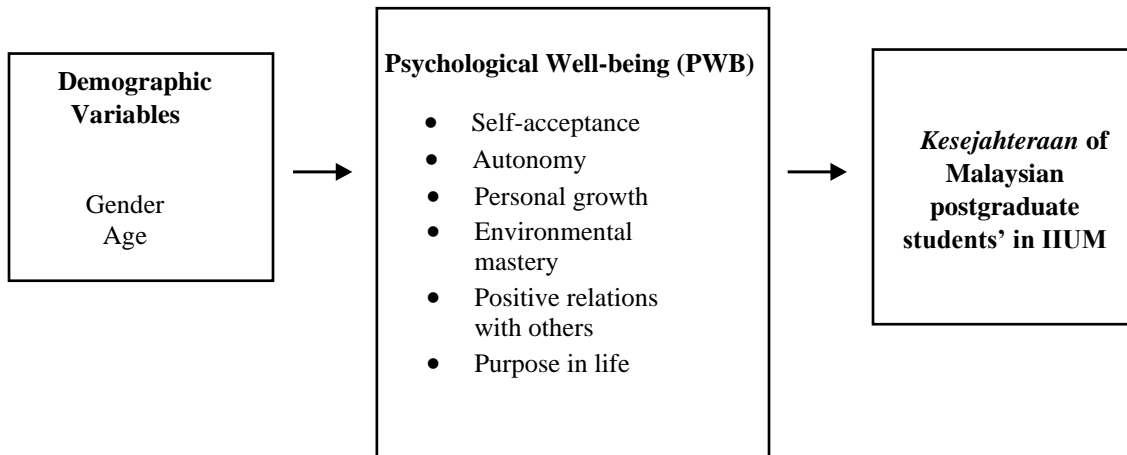 Demographic
Variables
Gender
Age
Psychological Well-being (PWB)
• Self-acceptance
• Autonomy
• Personal growth
• Environmental
mastery
• Positive relations
with others
• Purpose in life
Kesejahteraan of
Malaysian
postgraduate
students’ in IIUM